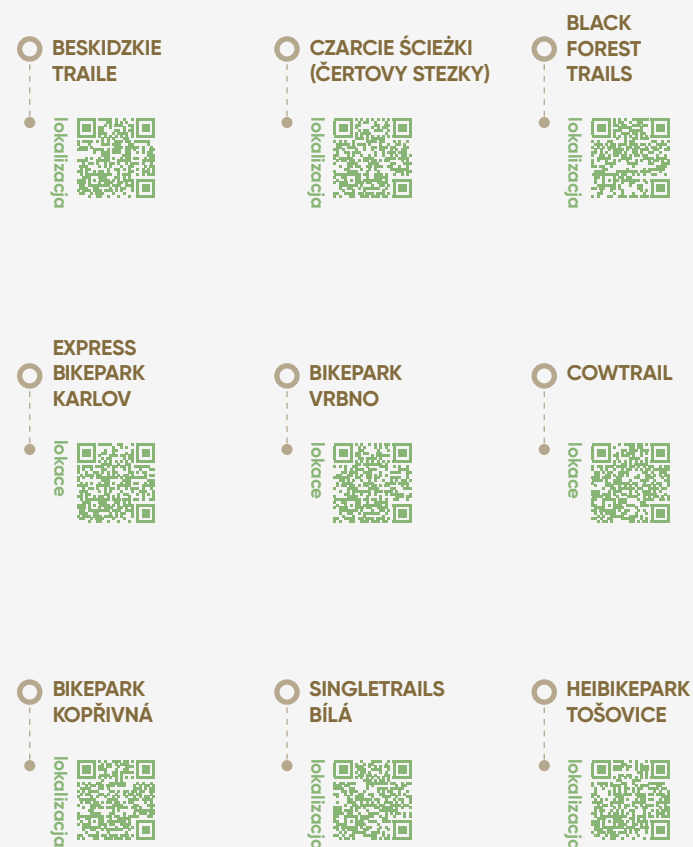 BESKIDZKIE
TRAILE
lokalizacja
CZARCIE ŚCIEŻKI
(ČERTOVY STEZKY)
lokalizacja
BLACK
FOREST
TRAILS
lokalizacja
EXPRESS
BIKEPARK
KARLOV
lokace
BIKEPARK
VRBNO
lokace
COWTRAIL
lokace
BIKEPARK
KOPŘIVNÁ
lokalizacja
SINGLETRAILS
BÍLÁ
lokalizacja
HEIBIKEPARK
TOŠOVICE
lokalizacja